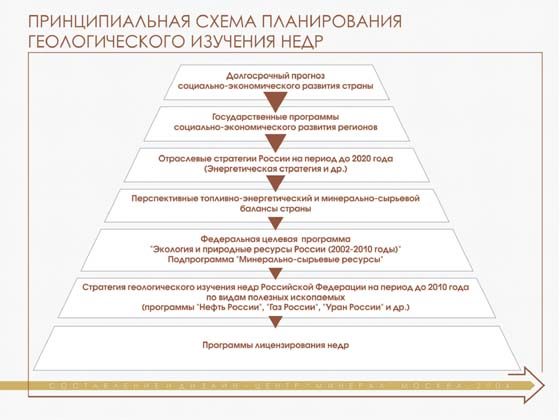 ПРИНЦИПИАЛЬНАЯ СХЕМА ПЛАНИРОВАНИЯ
ГЕОЛОГИЧЕСКОГО ИЗУЧЕНИЯ НЕДР
Долгосрочный прогноз
социально-экономического развития страны
Государственные программы
социально-экономического развития регионов
Отраслевые стратегии России на период до 2020 года
(Энергетическая стратегия и др.)
Перспективные топливно-энергетический и минерально-сырьевой
балансы страны
Федеральная целевая программа
"Экология и природные ресурсы России (2002-2010 годы)"
Подпрограмма "Минерально-сырьевые ресурсы"
Стратегия геологического изучения недр Российской Федерации на период до 2010 года
по видам полезных ископаемых
(программы "Нефть России", "Газ России", "Уран России" и др.)
Программы лицензирования недр
СОСТАВЛЕНИЕ И ДИЗАЙН: ЦЕНТР "МИНЕРАЛ" МОСКВА 2004